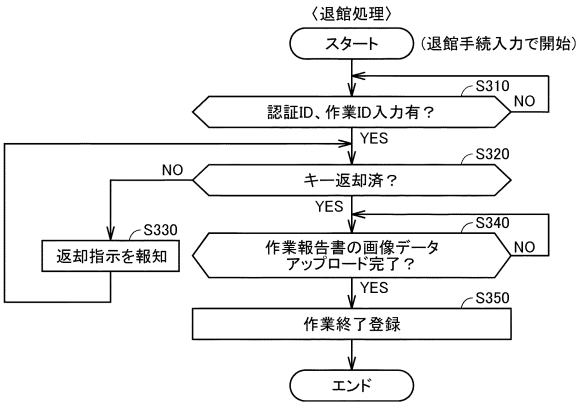 〈退館処理〉
スタート
(退館手続入力で開始)
S310
認証ID、作業ID入力有？
NO
YES
S320
キー返却済？
NO
YES
S330
返却指示を報知
S340
作業報告書の画像データ
アップロード完了？
NO
YES
S350
作業終了登録
エンド